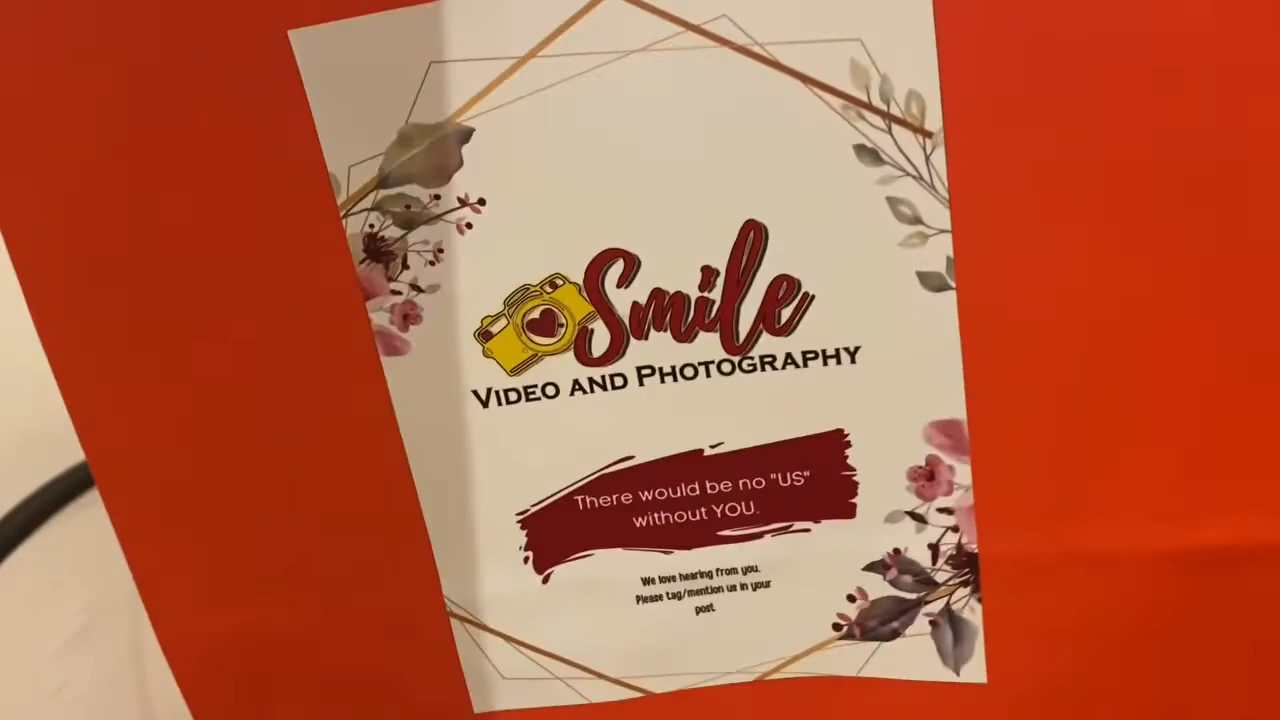 Smile
VIDEO AND PHOTOGRAPHY
There would be no "US"
without YOU.
We love hearing from you.
Please tag/mention us in your
post.